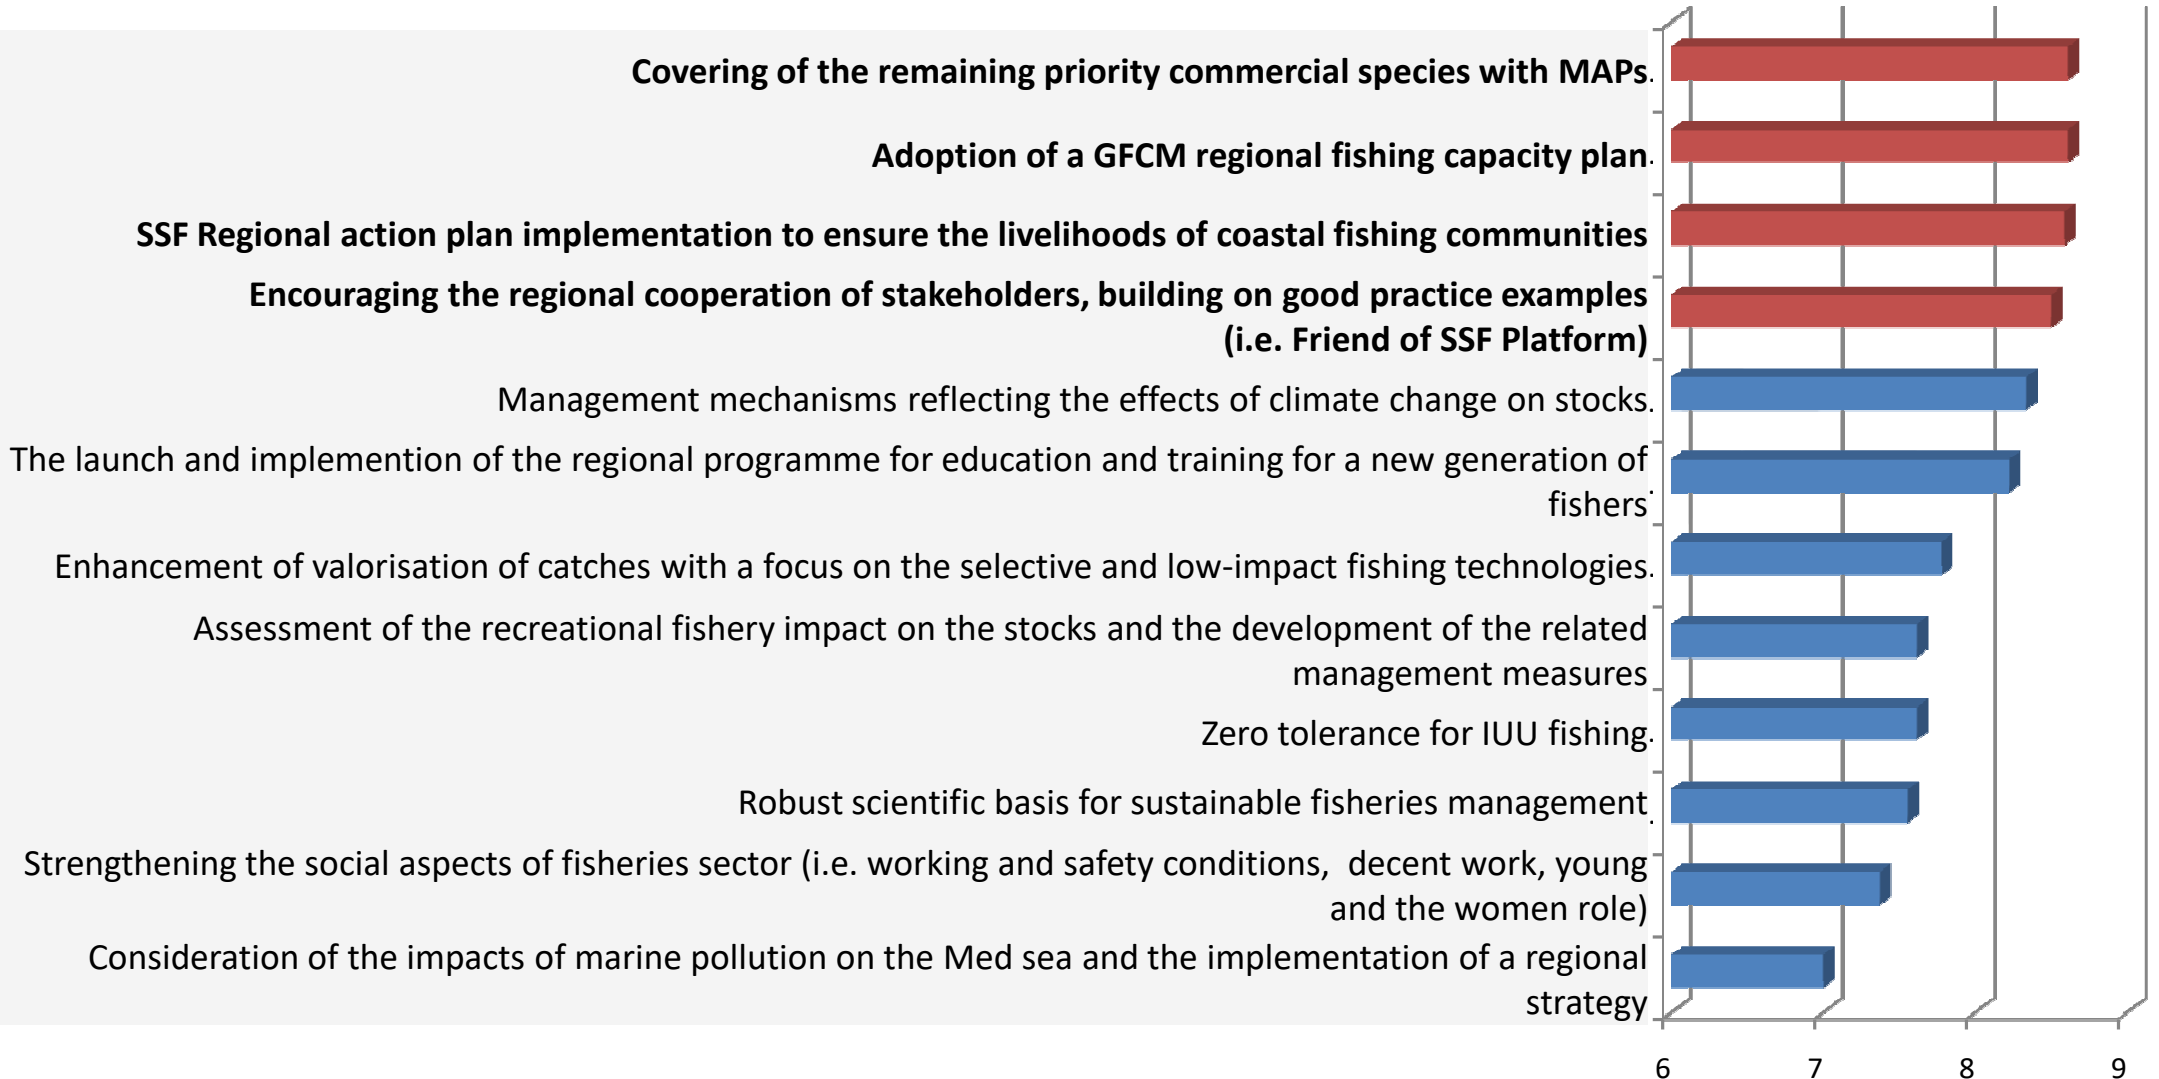 Covering of the remaining priority commercial species with MAPs.
Adoption of a GFCM regional fishing capacity plan.
SSF Regional action plan implementation to ensure the livelihoods of coastal fishing communities
Encouraging the regional cooperation of stakeholders, building on good practice examples
(i.e. Friend of SSF Platform)
Management mechanisms reflecting the effects of climate change on stocks.
The launch and implemention of the regional programme for education and training for a new generation of
fishers
Enhancement of valorisation of catches with a focus on the selective and low-impact fishing technologies.
Assessment of the recreational fishery impact on the stocks and the development of the related
management measures
Zero tolerance for IUU fishing.
Robust scientific basis for sustainable fisheries management
Strengthening the social aspects of fisheries sector (i.e. working and safety conditions,  decent work, young
and the women role)
Consideration of the impacts of marine pollution on the Med sea and the implementation of a regional
strategy
6 7 8 9